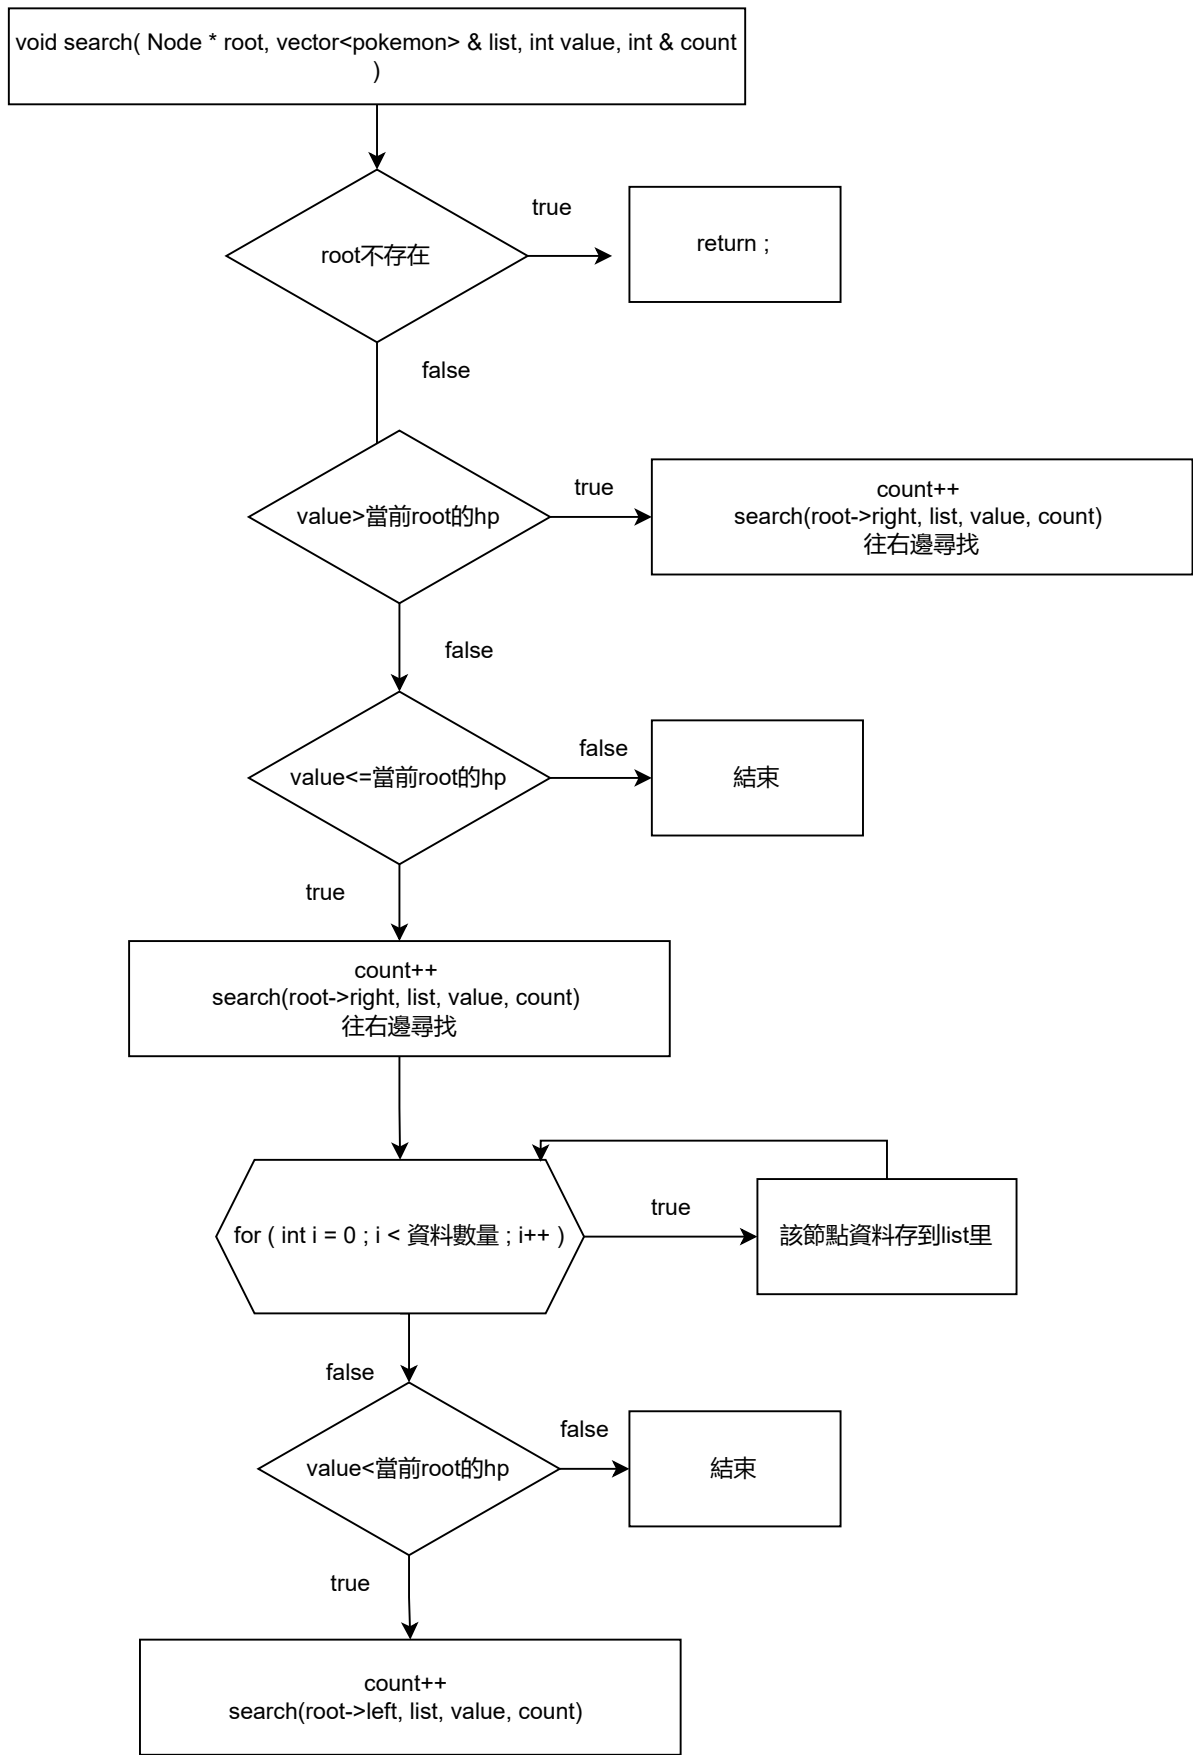 void search( Node * root, vector<pokemon> & list, int value, int & count
)
root不存在
true
return ;
false
value>當前root的hp
true
count++
search(root->right, list, value, count)
往右邊尋找
false
value<=當前root的hp
false
結束
true
count++
search(root->right, list, value, count)
往右邊尋找
for ( int i = 0 ; i < 資料數量 ; i++ )
true
該節點資料存到list里
false
value<當前root的hp
false
結束
true
count++
search(root->left, list, value, count)